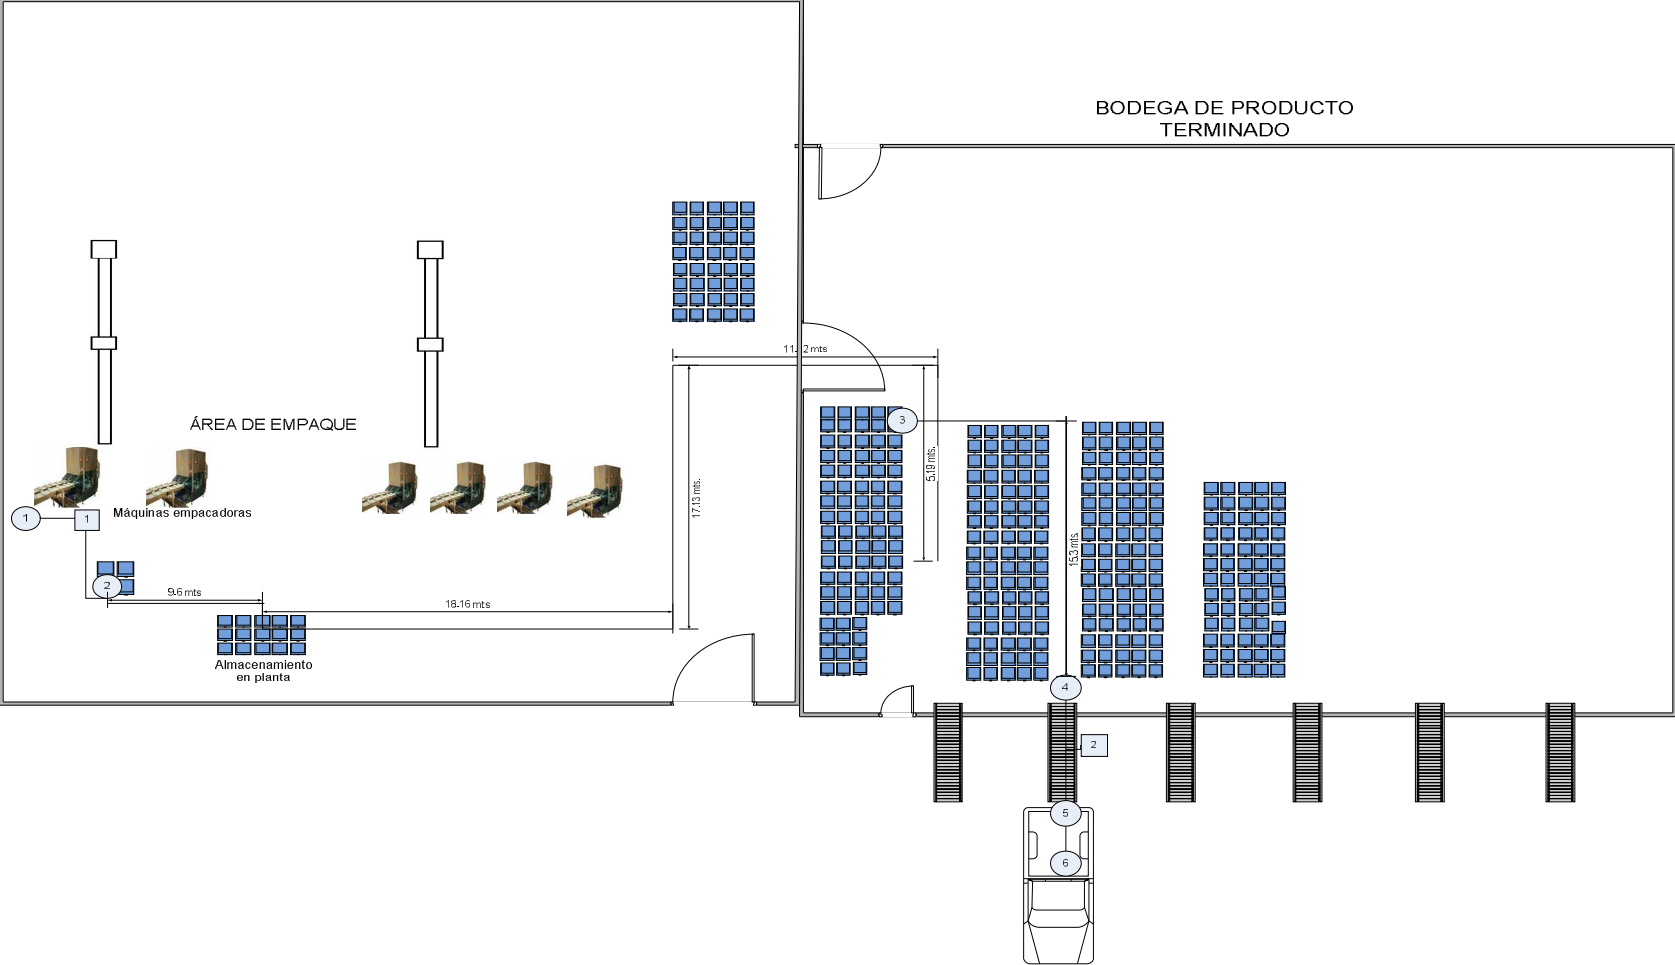 BODEGA DE PRODUCTO
TERMINADO
mts
ÁREA DE EMPAQUE
3
5.19 mts.
17.13 mts.
1
1
Máquinas empacadoras
15.3 mts.
2
9.6 mts
18.16 mts
Almacenamiento
en planta
4
2
5
6